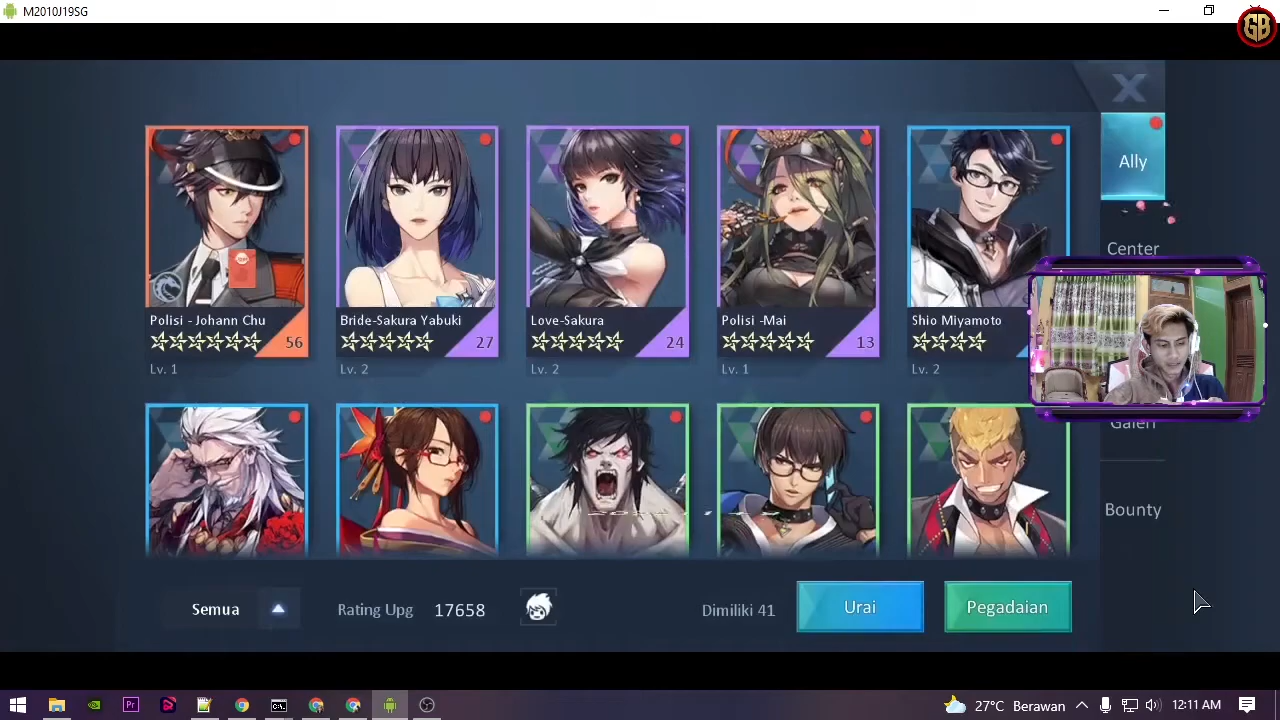 M2010J19SG
GB
X
Ally
Center
Galeri
Bounty
Polisi - Johann Chu
56
Lv. 1
Bride-Sakura Yabuki
27
Lv. 2
Love-Sakura
24
Lv. 2
Polisi -Mai
13
Lv. 1
Shio Miyamoto
Lv. 2
Semua
Rating Upg 17658
Dimiliki 41
Urai
Pegadaian
Pr
27°C Berawan
12:11 AM